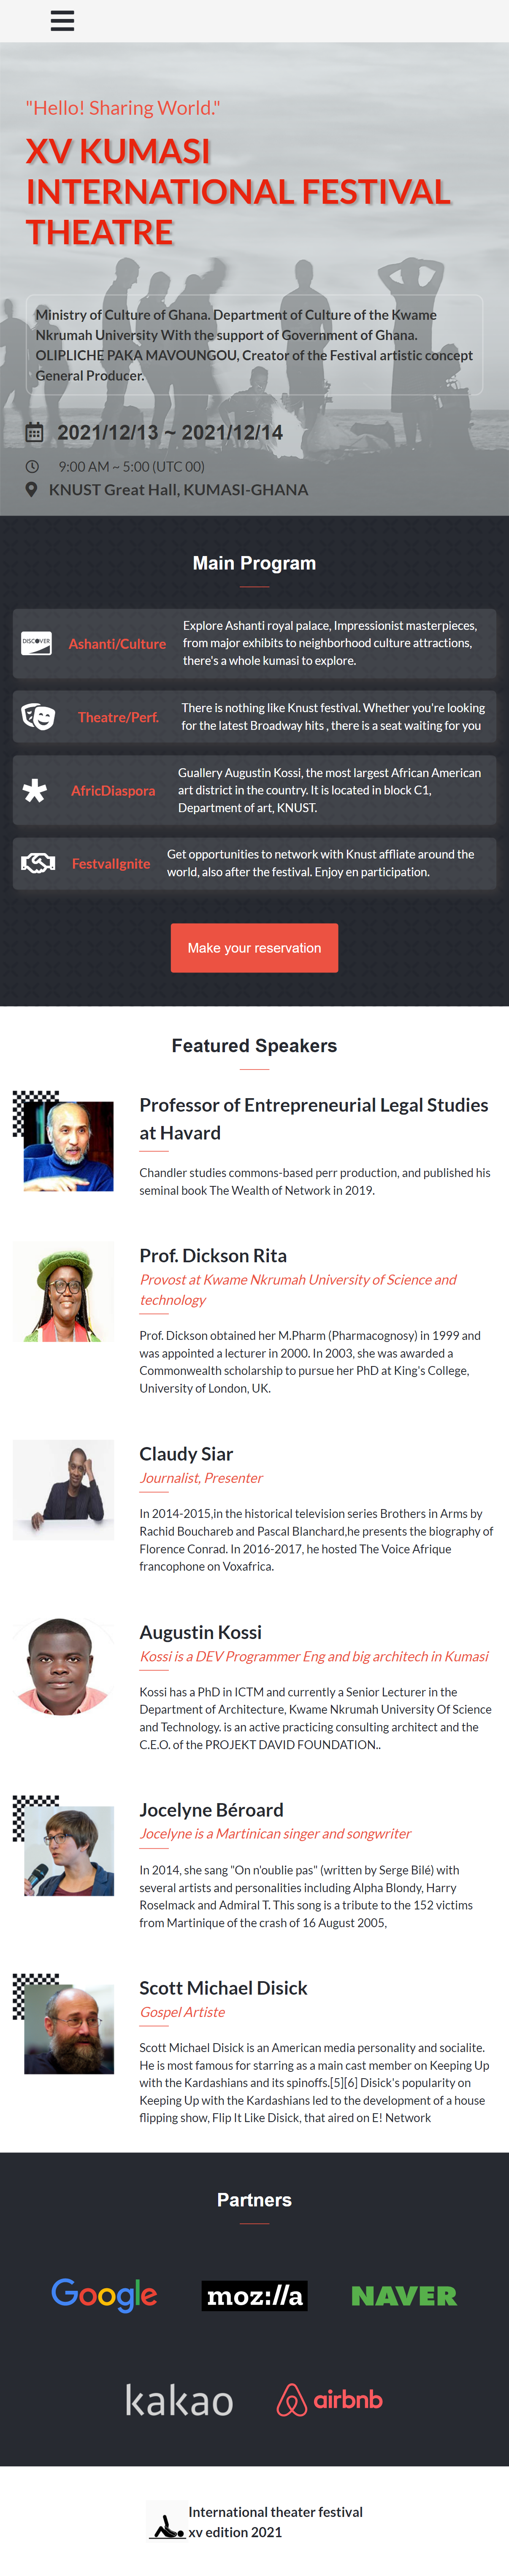 "Hello! Sharing World."
XV KUMASI
INTERNATIONAL FESTIVAL
THEATRE
Ministry of Culture of Ghana. Department of Culture of the Kwame
Nkrumah University With the support of Government of Ghana.
OLIPLICHE PAKA MAVOUNGOU, Creator of the Festival artistic concept
General Producer.
2021/12/13 ~ 2021/12/14
9:00 AM ~ 5:00 (UTC 00)
KNUST Great Hall, KUMASI-GHANA
Main Program
DISCOVER
Ashanti/Culture
Explore Ashanti royal palace, Impressionist masterpieces,
from major exhibits to neighborhood culture attractions,
there's a whole kumasi to explore.
Theatre/Perf.
There is nothing like Knust festival. Whether you're looking
for the latest Broadway hits , there is a seat waiting for you
AfricDiaspora
Guallery Augustin Kossi, the most largest African American
art district in the country. It is located in block C1,
Department of art, KNUST.
FestvalIgnite
Get opportunities to network with Knust affliate around the
world, also after the festival. Enjoy en participation.
Make your reservation
Featured Speakers
Professor of Entrepreneurial Legal Studies
at Havard
Chandler studies commons-based perr production, and published his
seminal book The Wealth of Network in 2019.
Prof. Dickson Rita
Provost at Kwame Nkrumah University of Science and
technology
Prof. Dickson obtained her M.Pharm (Pharmacognosy) in 1999 and
was appointed a lecturer in 2000. In 2003, she was awarded a
Commonwealth scholarship to pursue her PhD at King's College,
University of London, UK.
Claudy Siar
Journalist, Presenter
In 2014-2015,in the historical television series Brothers in Arms by
Rachid Bouchareb and Pascal Blanchard,he presents the biography of
Florence Conrad. In 2016-2017, he hosted The Voice Afrique
francophone on Voxafrica.
Augustin Kossi
Kossi is a DEV Programmer Eng and big architech in Kumasi
Kossi has a PhD in ICTM and currently a Senior Lecturer in the
Department of Architecture, Kwame Nkrumah University Of Science
and Technology. is an active practicing consulting architect and the
C.E.O. of the PROJEKT DAVID FOUNDATION..
Jocelyne Béroard
Jocelyne is a Martinican singer and songwriter
In 2014, she sang "On n'oublie pas" (written by Serge Bilé) with
several artists and personalities including Alpha Blondy, Harry
Roselmack and Admiral T. This song is a tribute to the 152 victims
from Martinique of the crash of 16 August 2005,
Scott Michael Disick
Gospel Artiste
Scott Michael Disick is an American media personality and socialite.
He is most famous for starring as a main cast member on Keeping Up
with the Kardashians and its spinoffs.[5][6] Disick's popularity on
Keeping Up with the Kardashians led to the development of a house
flipping show, Flip It Like Disick, that aired on E! Network
Partners
Google
moz://a
NAVER
kakao
airbnb
International theater festival
xv edition 2021